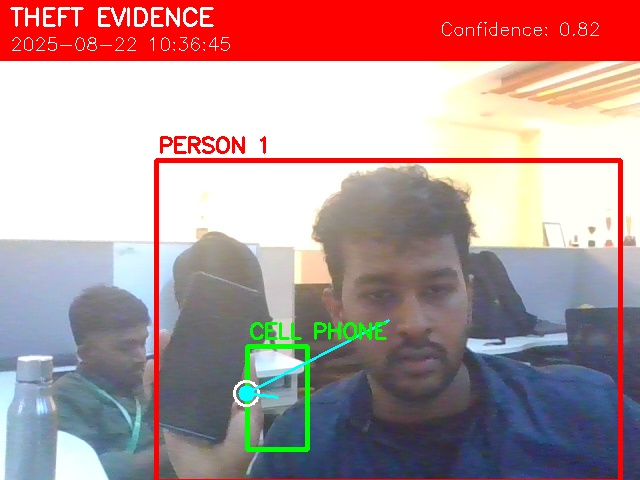 THEFT EVIDENCE
2025-08-22 10:36:45
Confidence: 0.82
PERSON 1
CELL PHONE